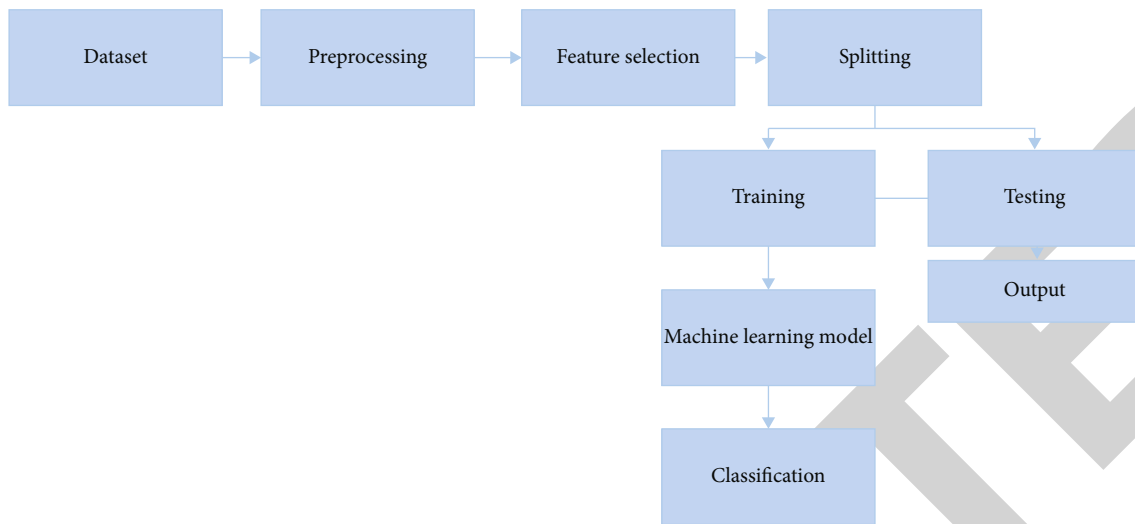 Dataset
Preprocessing
Feature selection
Splitting
Training
Testing
Output
Machine learning model
Classification